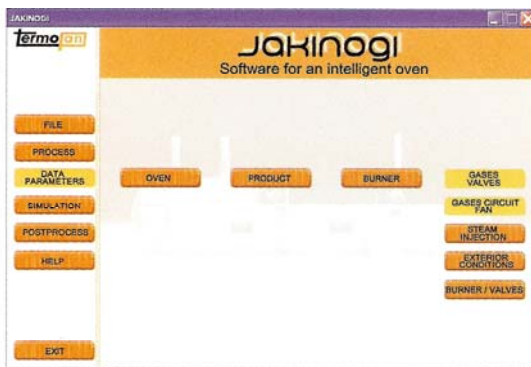 JAKINOGI
termofan
JAKINOGI
Software for an intelligent oven
FILE
PROCESS
DATA
PARAMETERS
SIMULATION
POSTPROCESS
HELP
EXIT
OVEN
PRODUCT
BURNER
GASES
VALVES
GASES CIRCUIT
FAN
STEAM
INJECTION
EXTERIOR
CONDITIONS
BURNER / VALVES